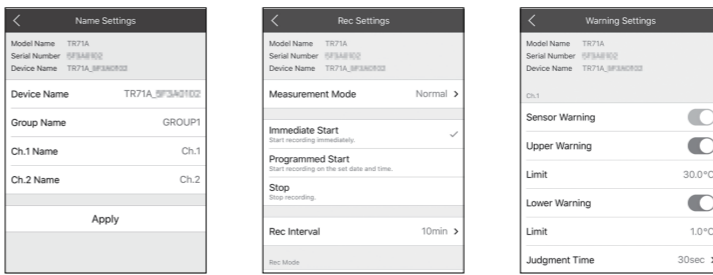 Name Settings
Model Name TR71A
Serial Number
Device Name TR71A_
Device Name TR71A_
Group Name GROUP1
Ch.1 Name Ch.1
Ch.2 Name Ch.2
Apply
Rec Settings
Model Name TR71A
Serial Number
Device Name TR71A_
Measurement Mode Normal >
Immediate Start
Start recording immediately.
Programmed Start
Start recording on the set date and time.
Stop
Stop recording.
Rec Interval 10min >
Rec Mode
Warning Settings
Model Name TR71A
Serial Number
Device Name TR71A_
Ch.1
Sensor Warning
Upper Warning
Limit 30.0°C
Lower Warning
Limit 1.0°C
Judgment Time 30sec